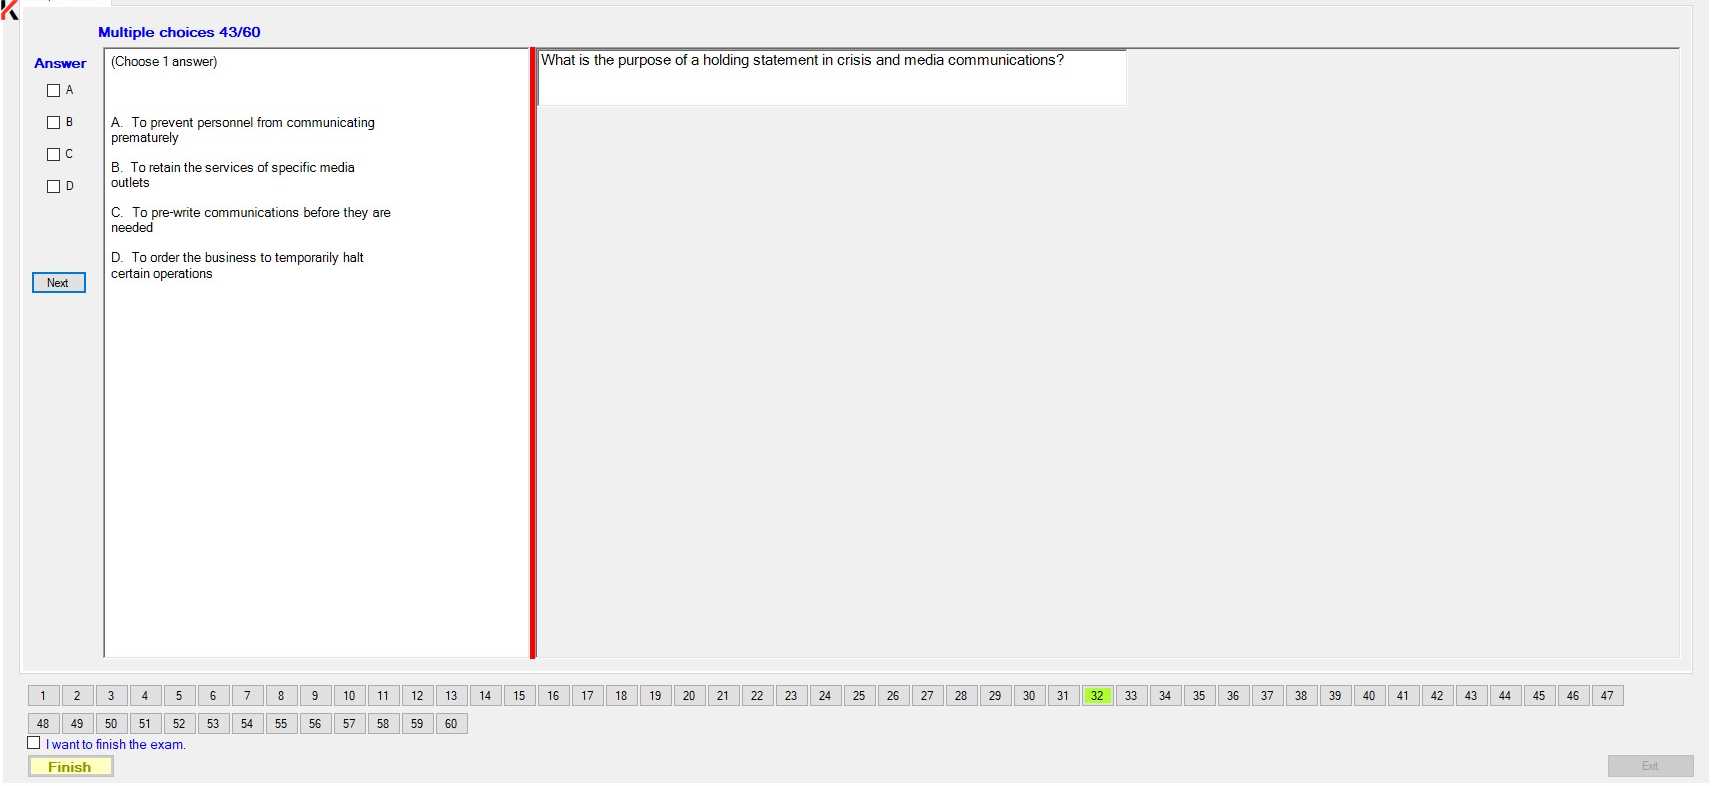 Multiple choices 43/60
Answer
A
B
C
D
Next
(Choose 1 answer)
A. To prevent personnel from communicating
prematurely
B. To retain the services of specific media
outlets
C. To pre-write communications before they are
needed
D. To order the business to temporarily halt
certain operations
What is the purpose of a holding statement in crisis and media communications?
1 2 3 4 5 6 7 8 9 10 11 12 13 14 15 16 17 18 19 20 21 22 23 24 25 26 27 28 29 30 31 32 33 34 35 36 37 38 39 40 41 42 43 44 45 46 47
48 49 50 51 52 53 54 55 56 57 58 59 60
I want to finish the exam.
Finish
Exit